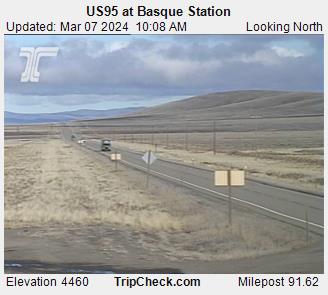 US95 at Basque Station
Updated: Mar 07 2024 10:08 AM Looking North
Elevation 4460 TripCheck.com Milepost 91.62